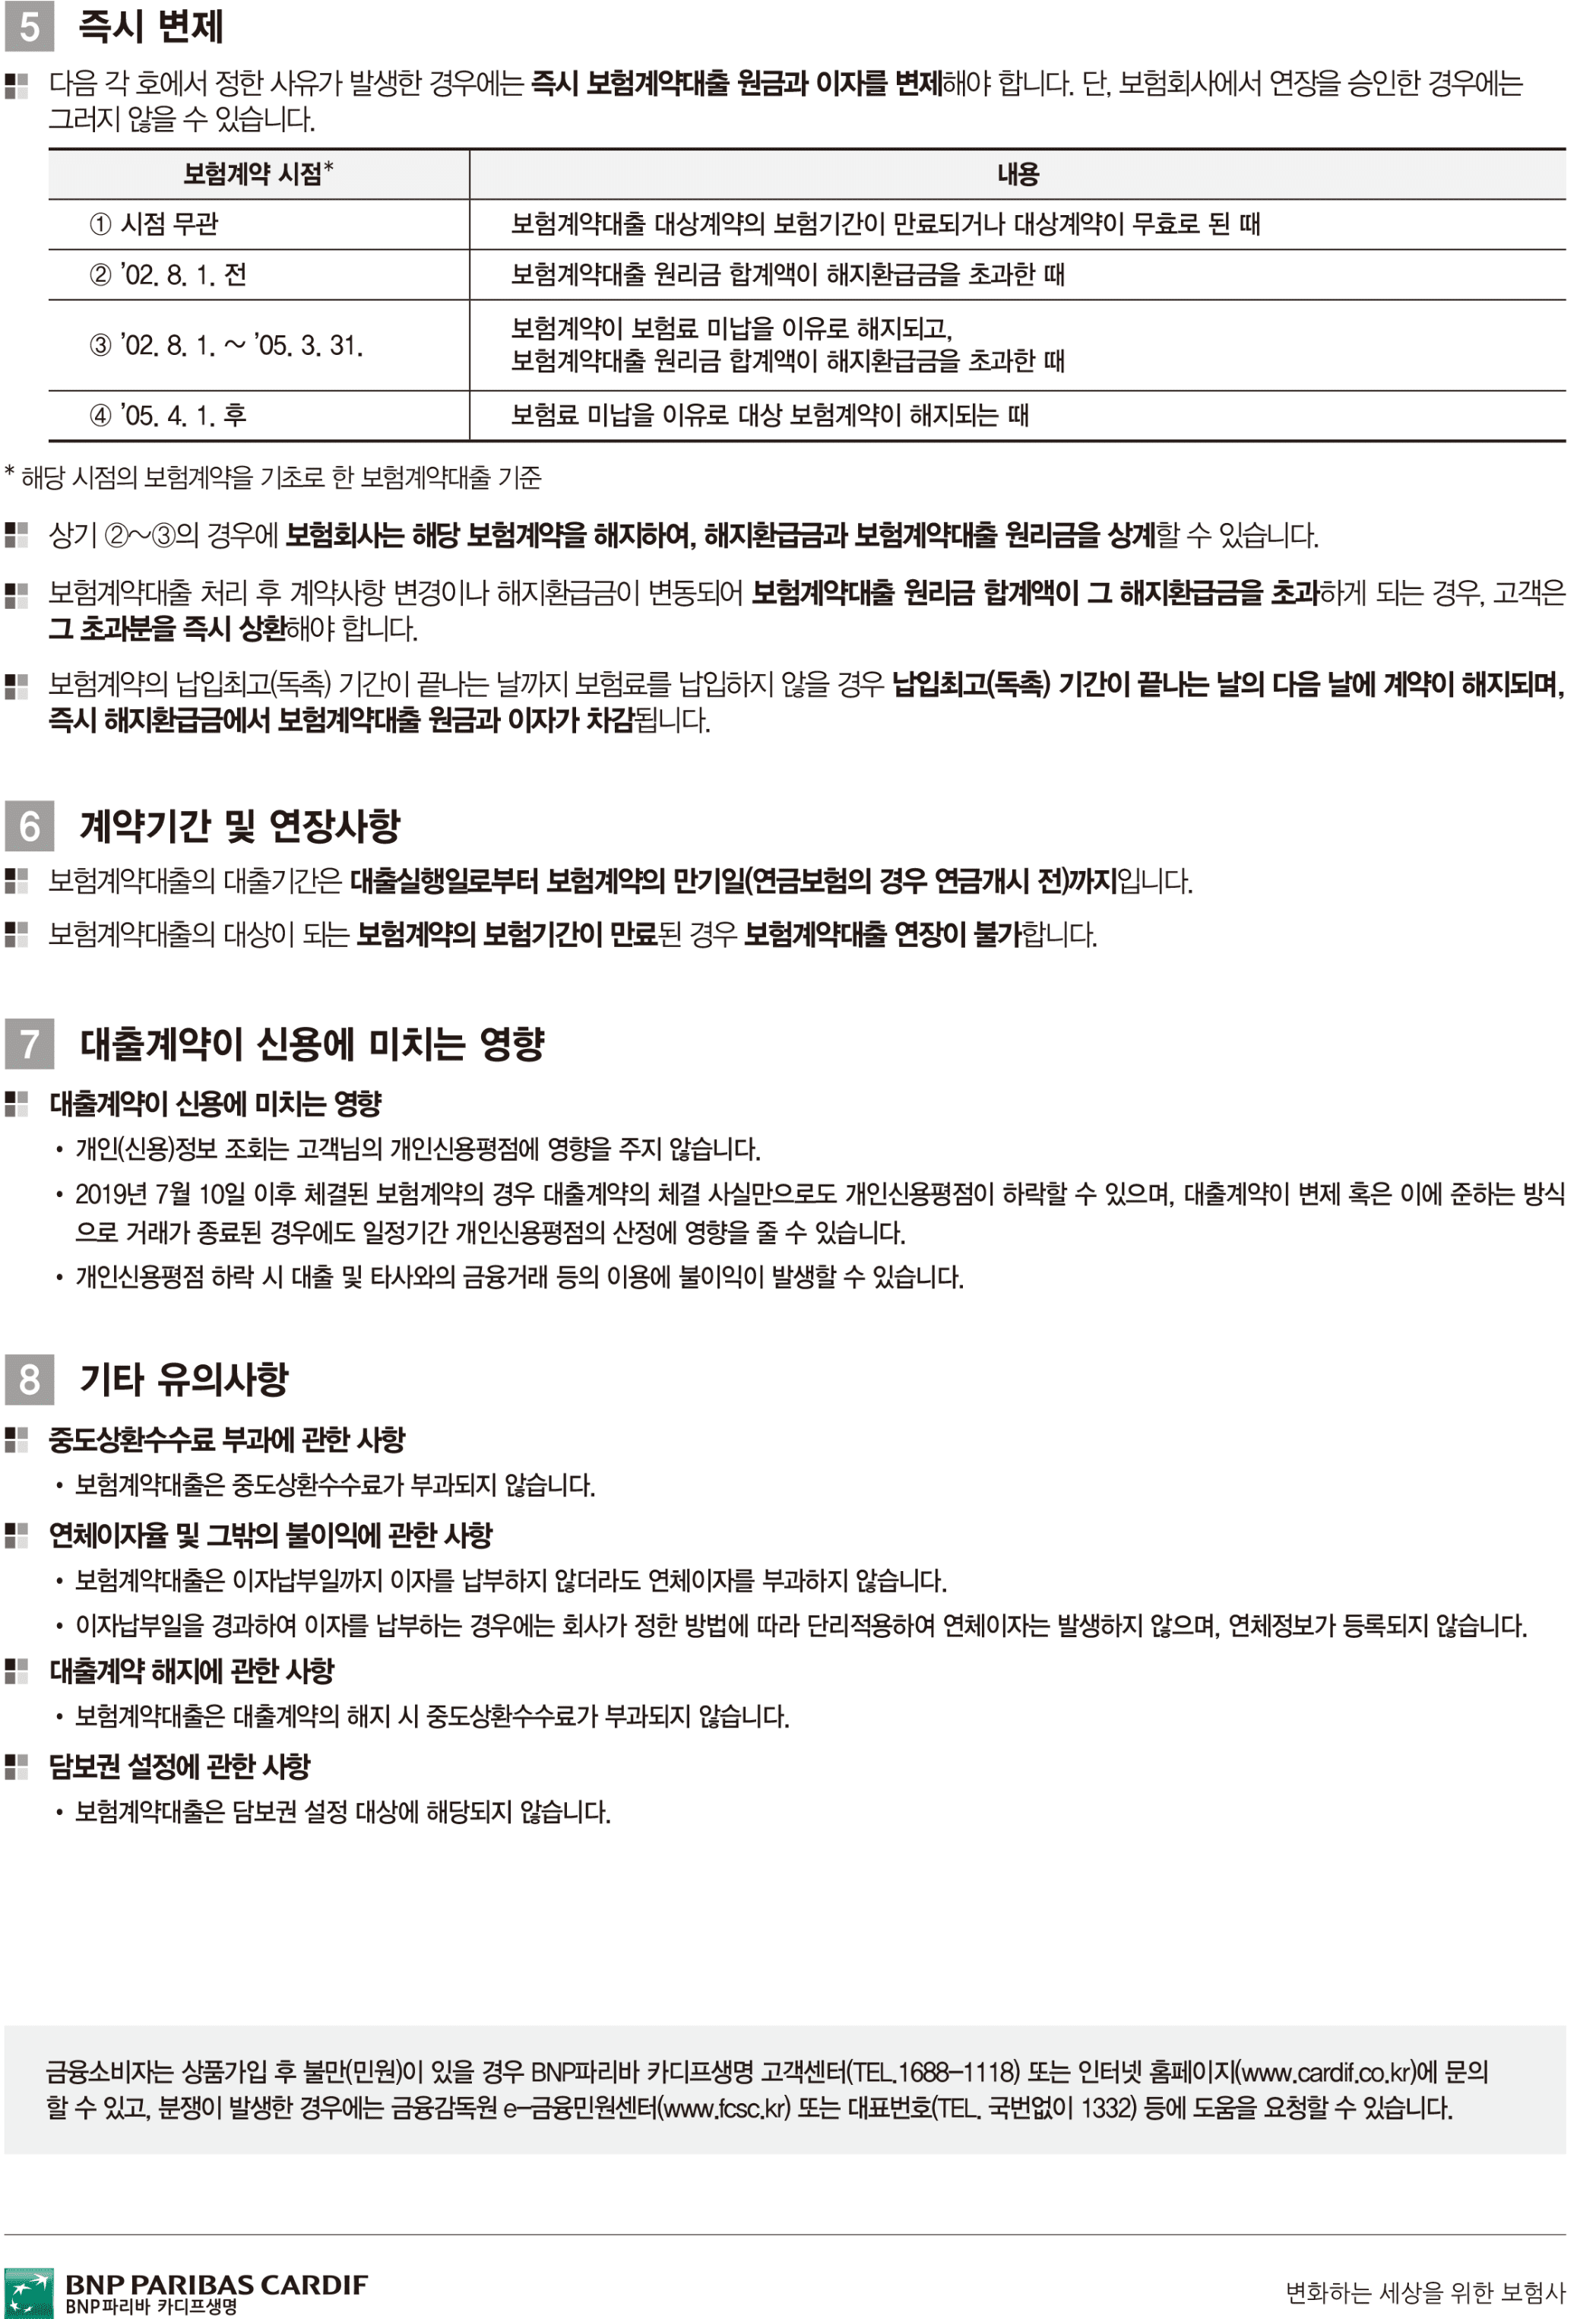 5 즉시 변제
다음 각 호에서 정한 사유가 발생한 경우에는 즉시 보험계약대출 원금과 이자를 변제해야 합니다. 단, 보험회사에서 연장을 승인한 경우에는
그러지 않을 수 있습니다.
보험계약 시점* 내용
① 시점 무관 보험계약대출 대상계약의 보험기간이 만료되거나 대상계약이 무효로 된 때
② ’02. 8. 1. 전 보험계약대출 원리금 합계액이 해지환급금을 초과한 때
③ ’02. 8. 1. ~ ’05. 3. 31. 보험계약이 보험료 미납을 이유로 해지되고,
보험계약대출 원리금 합계액이 해지환급금을 초과한 때
④ ’05. 4. 1. 후 보험료 미납을 이유로 대상 보험계약이 해지되는 때
* 해당 시점의 보험계약을 기초로 한 보험계약대출 기준
상기 ②~③의 경우에 보험회사는 해당 보험계약을 해지하여, 해지환급금과 보험계약대출 원리금을 상계할 수 있습니다.
보험계약대출 처리 후 계약사항 변경이나 해지환급금이 변동되어 보험계약대출 원리금 합계액이 그 해지환급금을 초과하게 되는 경우, 고객은
그 초과분을 즉시 상환해야 합니다.
보험계약의 납입최고(독촉) 기간이 끝나는 날까지 보험료를 납입하지 않을 경우 납입최고(독촉) 기간이 끝나는 날의 다음 날에 계약이 해지되며,
즉시 해지환급금에서 보험계약대출 원금과 이자가 차감됩니다.
6 계약기간 및 연장사항
보험계약대출의 대출기간은 대출실행일로부터 보험계약의 만기일(연금보험의 경우 연금개시 전)까지입니다.
보험계약대출의 대상이 되는 보험계약의 보험기간이 만료된 경우 보험계약대출 연장이 불가합니다.
7 대출계약이 신용에 미치는 영향
대출계약이 신용에 미치는 영향
• 개인(신용)정보 조회는 고객님의 개인신용평점에 영향을 주지 않습니다.
• 2019년 7월 10일 이후 체결된 보험계약의 경우 대출계약의 체결 사실만으로도 개인신용평점이 하락할 수 있으며, 대출계약이 변제 혹은 이에 준하는 방식
으로 거래가 종료된 경우에도 일정기간 개인신용평점의 산정에 영향을 줄 수 있습니다.
• 개인신용평점 하락 시 대출 및 타사와의 금융거래 등의 이용에 불이익이 발생할 수 있습니다.
8 기타 유의사항
중도상환수수료 부과에 관한 사항
• 보험계약대출은 중도상환수수료가 부과되지 않습니다.
연체이자율 및 그밖의 불이익에 관한 사항
• 보험계약대출은 이자납부일까지 이자를 납부하지 않더라도 연체이자를 부과하지 않습니다.
• 이자납부일을 경과하여 이자를 납부하는 경우에는 회사가 정한 방법에 따라 단리적용하여 연체이자는 발생하지 않으며, 연체정보가 등록되지 않습니다.
대출계약 해지에 관한 사항
• 보험계약대출은 대출계약의 해지 시 중도상환수수료가 부과되지 않습니다.
담보권 설정에 관한 사항
• 보험계약대출은 담보권 설정 대상에 해당되지 않습니다.
금융소비자는 상품가입 후 불만(민원)이 있을 경우 BNP파리바 카디프생명 고객센터(TEL.1688-1118) 또는 인터넷 홈페이지(www.cardif.co.kr)에 문의
할 수 있고, 분쟁이 발생한 경우에는 금융감독원 e-금융민원센터(www.fcsc.kr) 또는 대표번호(TEL. 국번없이 1332) 등에 도움을 요청할 수 있습니다.
BNP PARIBAS CARDIF
BNP파리바 카디프생명
변화하는 세상을 위한 보험사